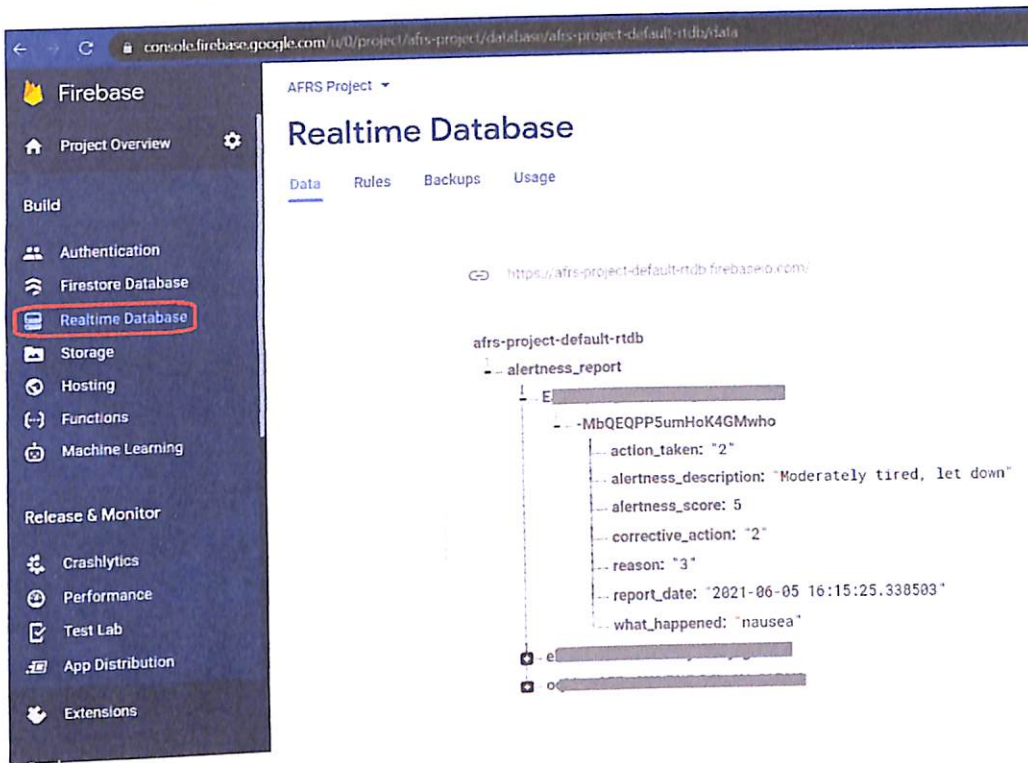 console.firebase.google.com/u/0/project/afrs-project/database/afrs-project-default-rtdb/data
Firebase
Project Overview
Build
Authentication
Firestore Database
Realtime Database
Storage
Hosting
Functions
Machine Learning
Release & Monitor
Crashlytics
Performance
Test Lab
App Distribution
Extensions
AFRS Project
Realtime Database
Data Rules Backups Usage
https://afrs-project-default-rtdb.firebaseio.com/
afrs-project-default-rtdb
alertness_report
E
-MbQEQPP5umHoK4GMwho
action_taken: "2"
alertness_description: "Moderately tired, let down"
alertness_score: 5
corrective_action: "2"
reason: "3"
report_date: "2021-06-05 16:15:25.338503"
what_happened: "nausea"
e